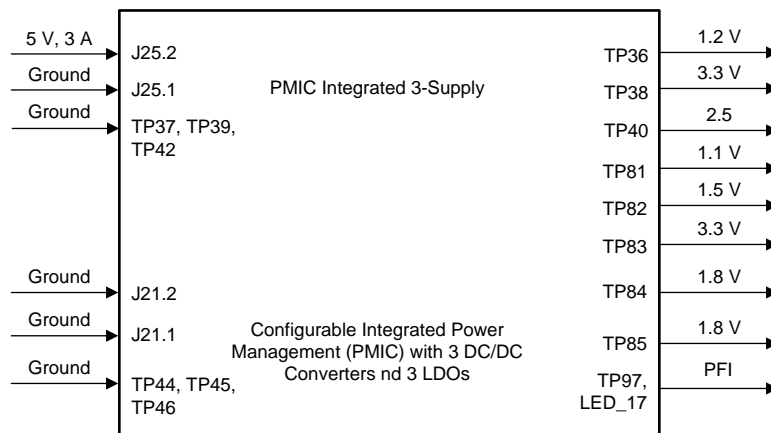 5 V, 3 A
J25.2
Ground
J25.1
Ground
TP37, TP39,
TP42
PMIC Integrated 3-Supply
1.2 V
TP36
3.3 V
TP38
2.5
TP40
1.1 V
TP81
1.5 V
TP82
3.3 V
TP83
Ground
J21.2
Ground
J21.1
Ground
TP44, TP45,
TP46
Configurable Integrated Power
Management (PMIC) with 3 DC/DC
Converters nd 3 LDOs
1.8 V
TP84
1.8 V
TP85
PFI
TP97,
LED_17